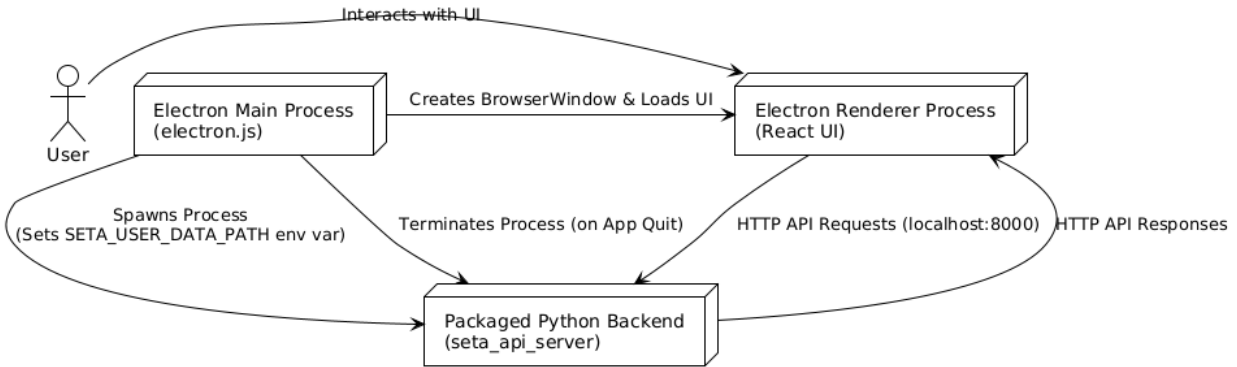 Interacts with UI
Electron Main Process
(electron.js)
Creates BrowserWindow & Loads UI
Electron Renderer Process
(React UI)
User
Spawns Process
(Sets SETA_USER_DATA_PATH env var)
Terminates Process (on App Quit)
HTTP API Requests (localhost:8000)
HTTP API Responses
Packaged Python Backend
(seta_api_server)